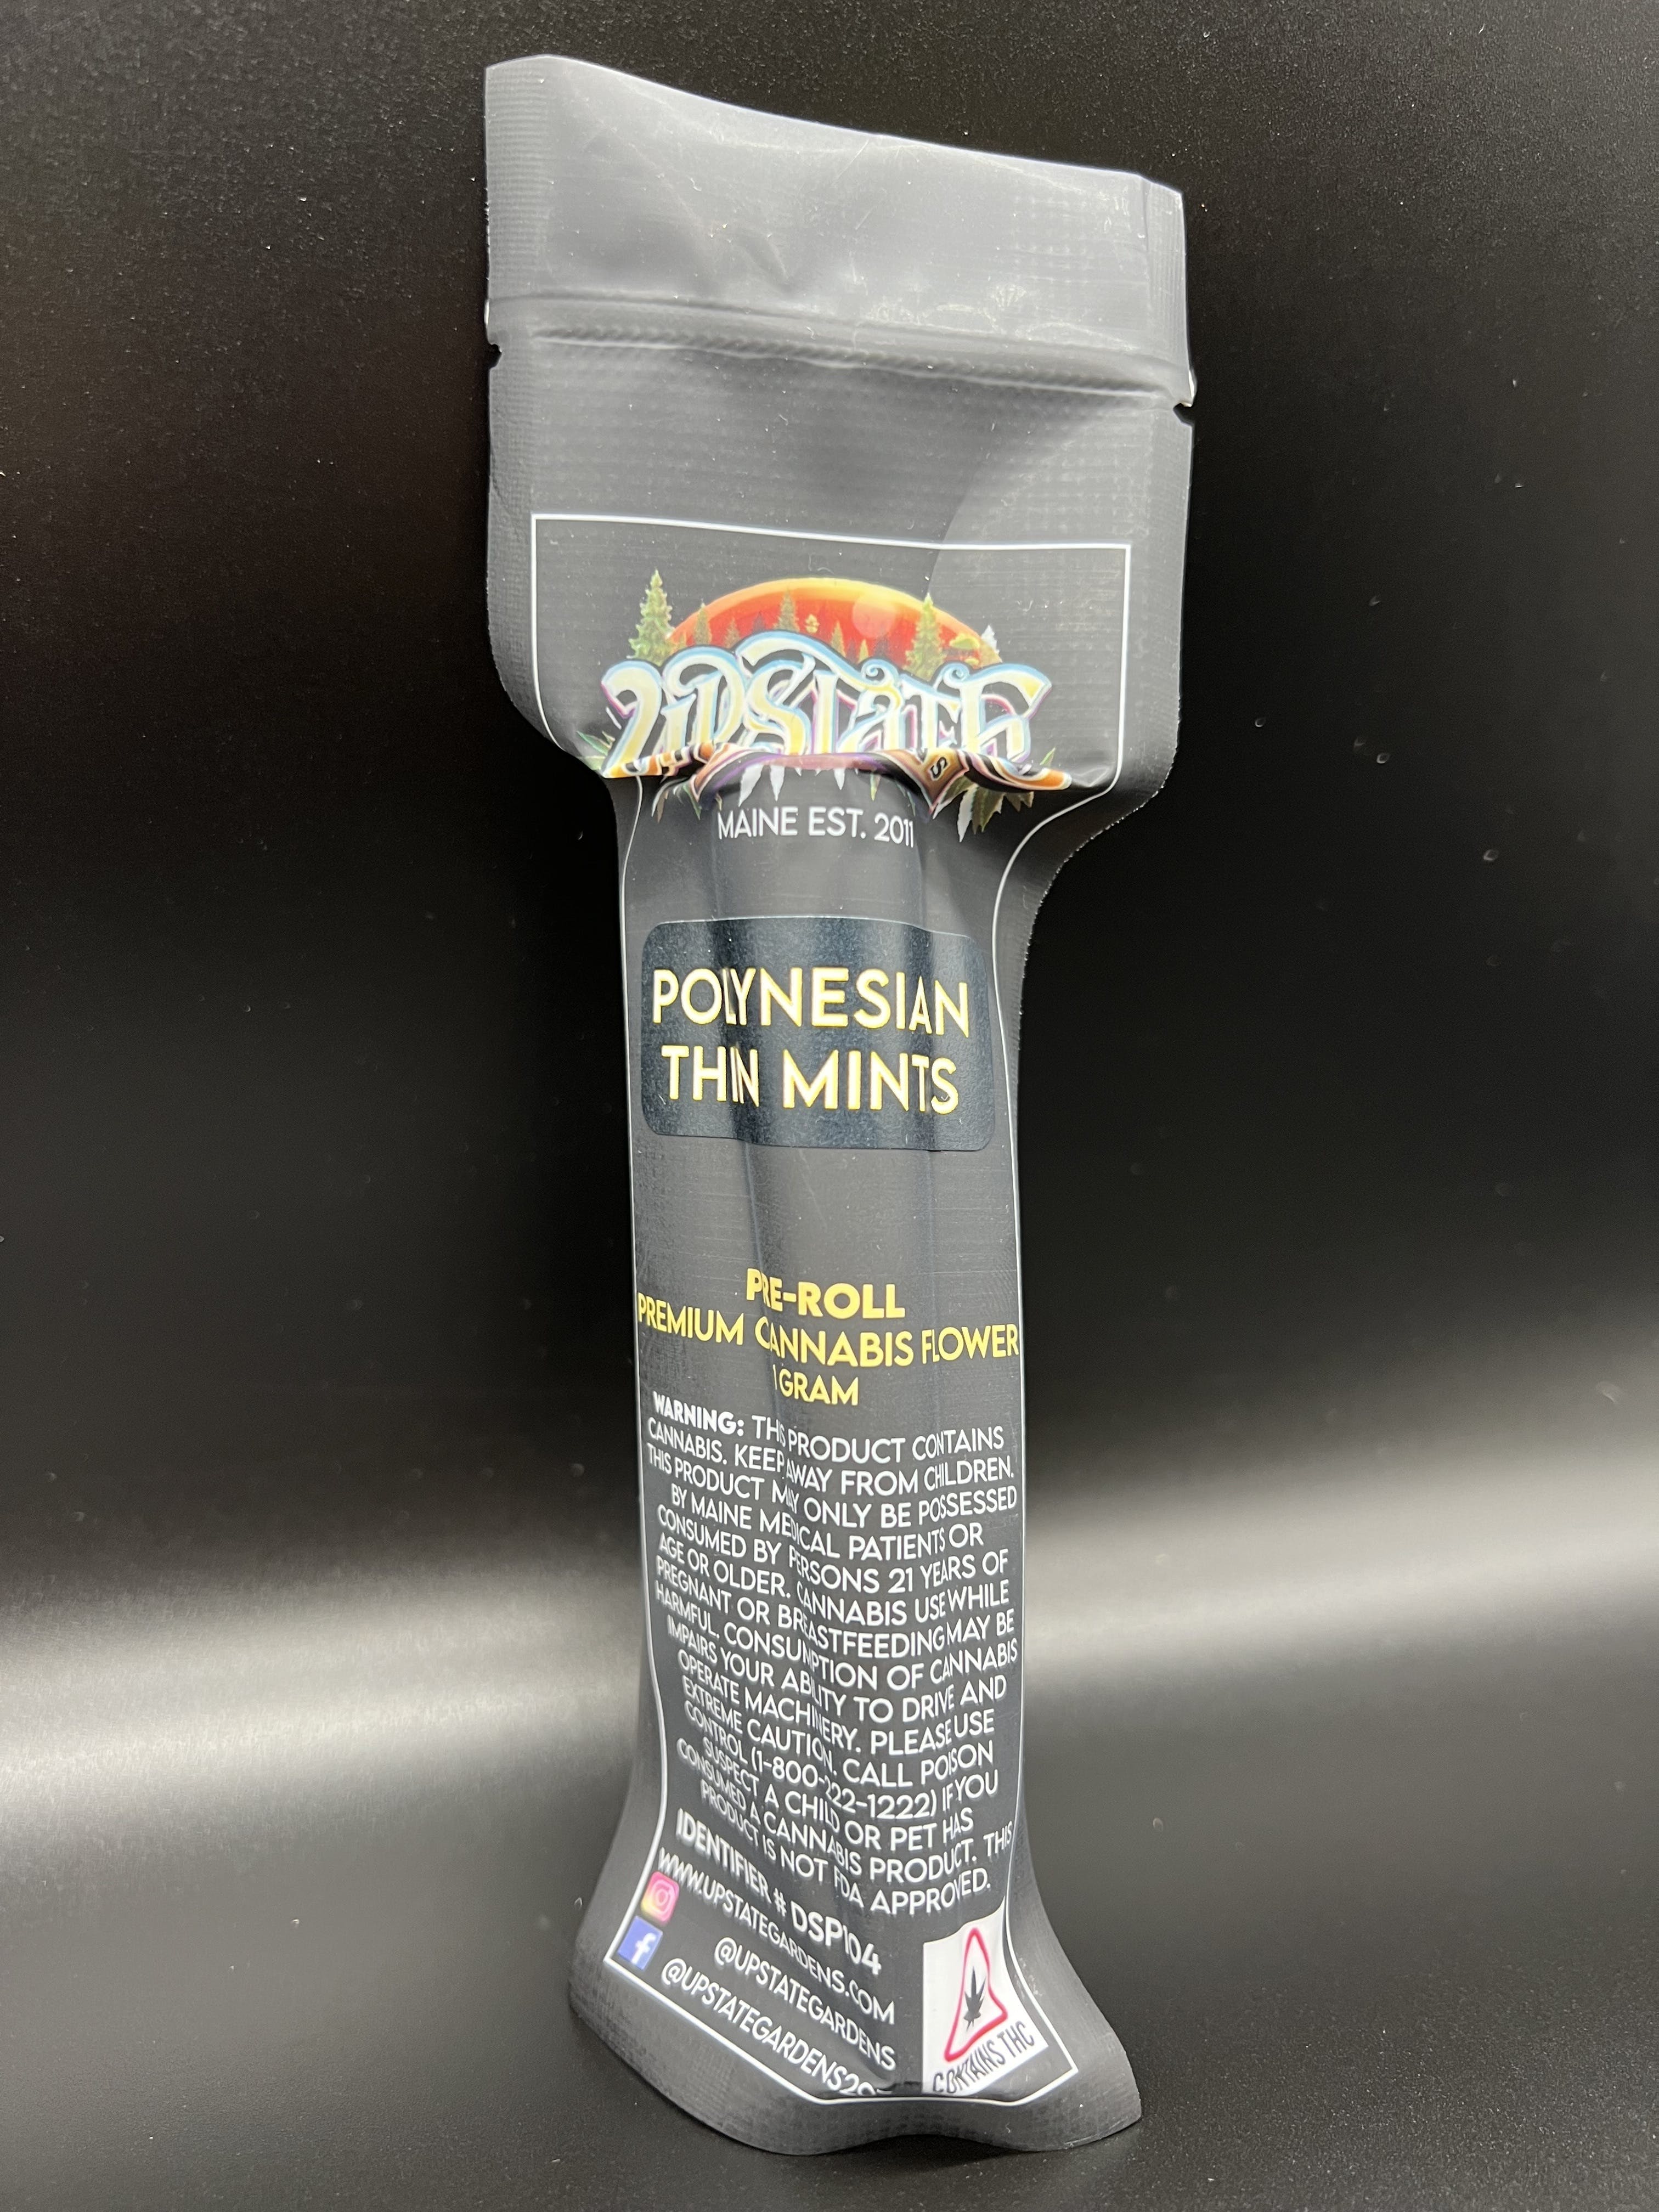 UPSTATE
MAINE EST. 2011
POLYNESIAN
THIN MINTS
PRE-ROLL
PREMIUM CANNABIS FLOWER
1 GRAM
WARNING: THIS PRODUCT CONTAINS
CANNABIS. KEEP AWAY FROM CHILDREN.
THIS PRODUCT MAY ONLY BE POSSESSED
BY MAINE MEDICAL PATIENTS OR
CONSUMED BY PERSONS 21 YEARS OF
AGE OR OLDER. CANNABIS USE WHILE
PREGNANT OR BREASTFEEDING MAY BE
HARMFUL. CONSUMPTION OF CANNABIS
IMPAIRS YOUR ABILITY TO DRIVE AND
OPERATE MACHINERY. PLEASE USE
EXTREME CAUTION. CALL POISON
CONTROL (1-800-222-1222) IF YOU
SUSPECT A CHILD OR PET HAS
CONSUMED A CANNABIS PRODUCT. THIS
PRODUCT IS NOT FDA APPROVED.
IDENTIFIER # DSP104
WWW.UPSTATEGARDENS.COM
@UPSTATEGARDENS
CONTAINS THC